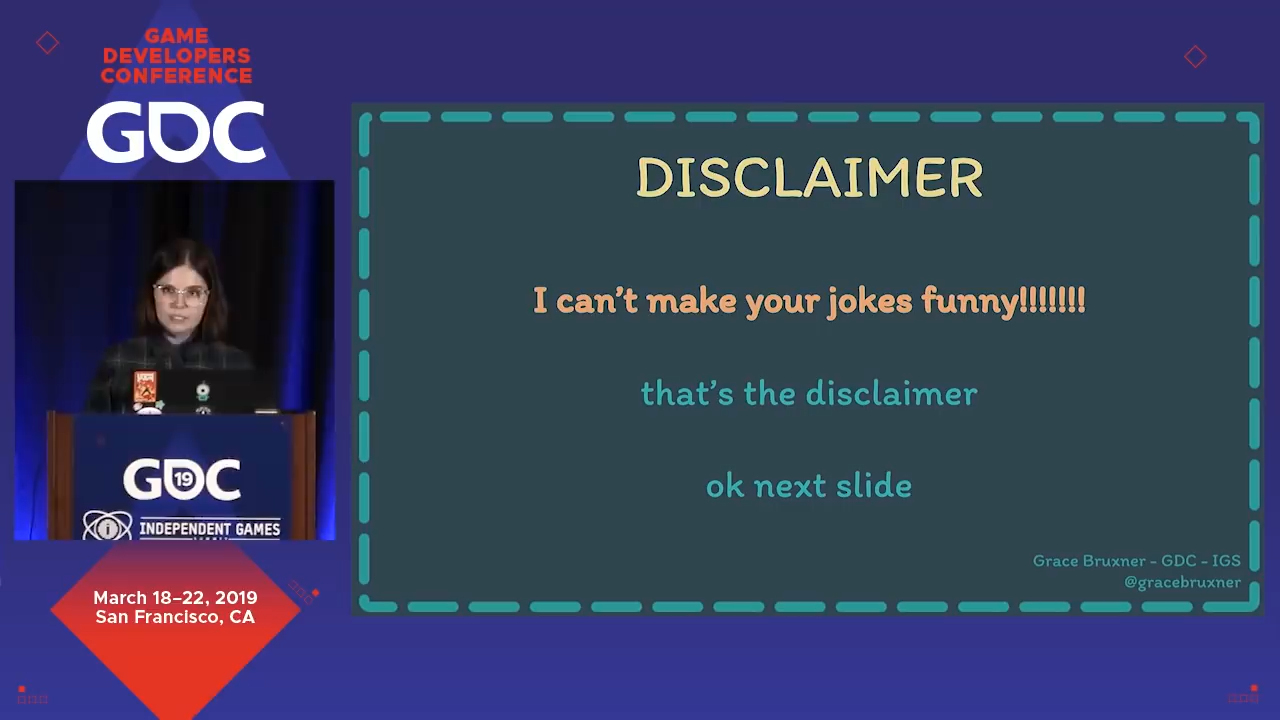 GAME
DEVELOPERS
CONFERENCE
GDC
DISCLAIMER
I can't make your jokes funny!!!!!!!
that's the disclaimer
ok next slide
Grace Bruxner - GDC - IGS
@gracebruxner
GDC
19
INDEPENDENT GAMES
March 18–22, 2019
San Francisco, CA